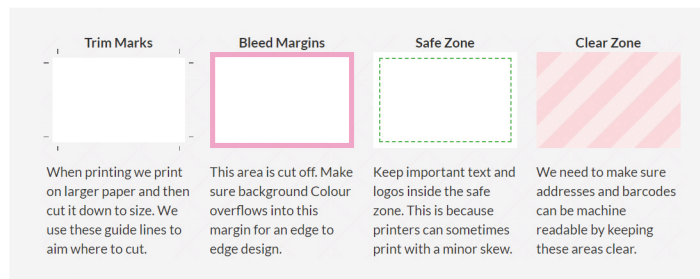 Trim Marks
When printing we print
on larger paper and then
cut it down to size. We
use these guide lines to
aim where to cut.
Bleed Margins
This area is cut off. Make
sure background Colour
overflows into this
margin for an edge to
edge design.
Safe Zone
Keep important text and
logos inside the safe
zone. This is because
printers can sometimes
print with a minor skew.
Clear Zone
We need to make sure
addresses and barcodes
can be machine
readable by keeping
these areas clear.